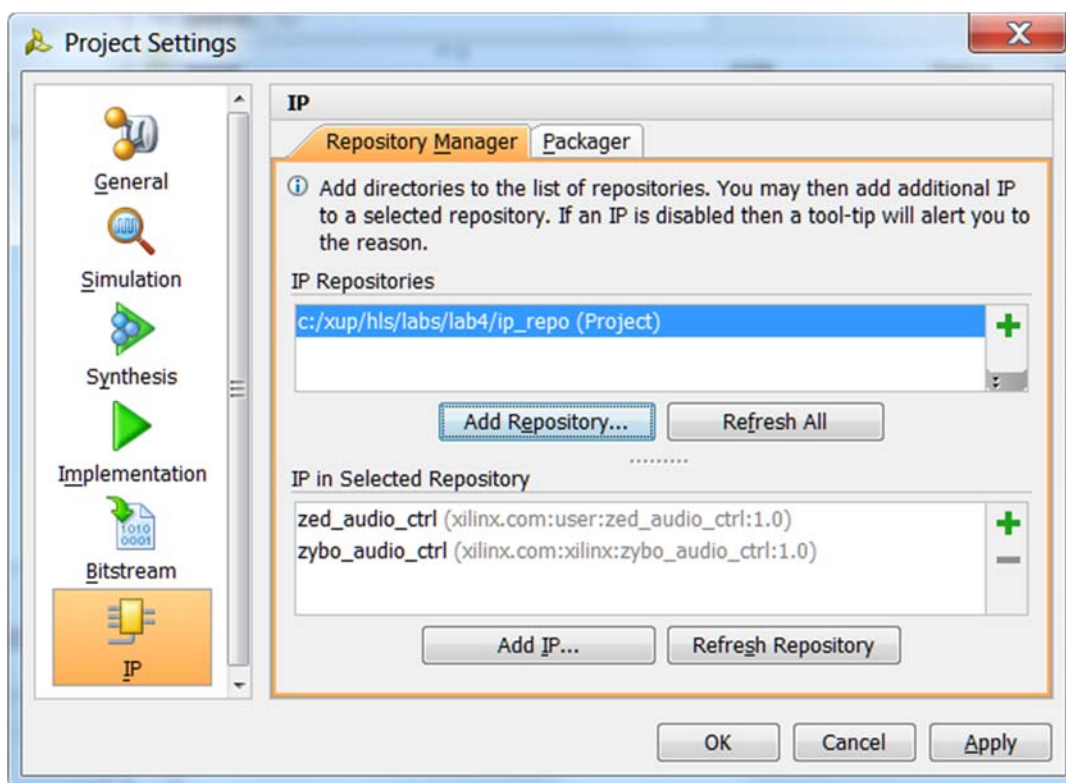 Project Settings
General
Simulation
Synthesis
Implementation
1010
0001
Bitstream
IP
IP
Repository Manager
Packager
Add directories to the list of repositories. You may then add additional IP
to a selected repository. If an IP is disabled then a tool-tip will alert you to
the reason.
IP Repositories
c:/xup/hls/labs/lab4/ip_repo (Project)
Add Repository...
Refresh All
IP in Selected Repository
zed_audio_ctrl (xilinx.com:user:zed_audio_ctrl:1.0)
zybo_audio_ctrl (xilinx.com:xilinx:zybo_audio_ctrl:1.0)
Add IP...
Refresh Repository
OK
Cancel
Apply